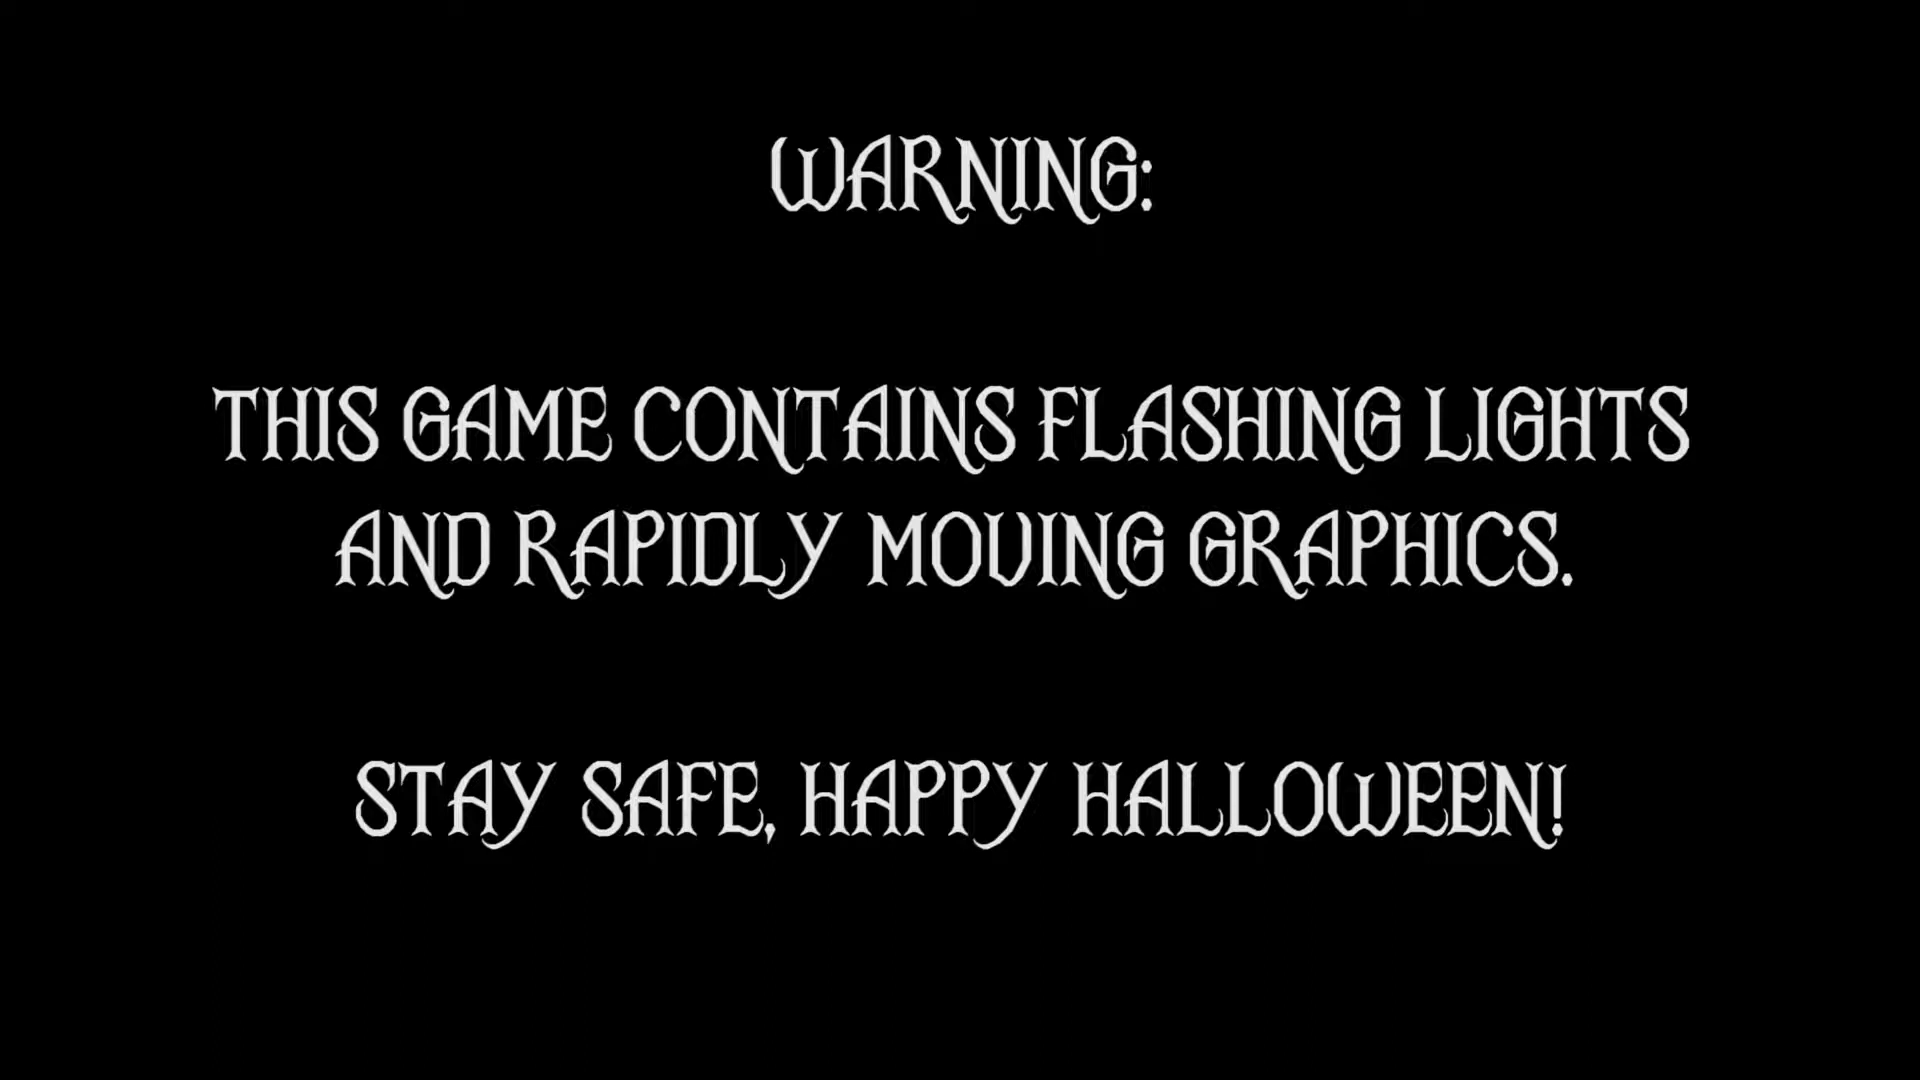 WARNING:
THIS GAME CONTAINS FLASHING LIGHTS
AND RAPIDLY MOVING GRAPHICS.
STAY SAFE, HAPPY HALLOWEEN!